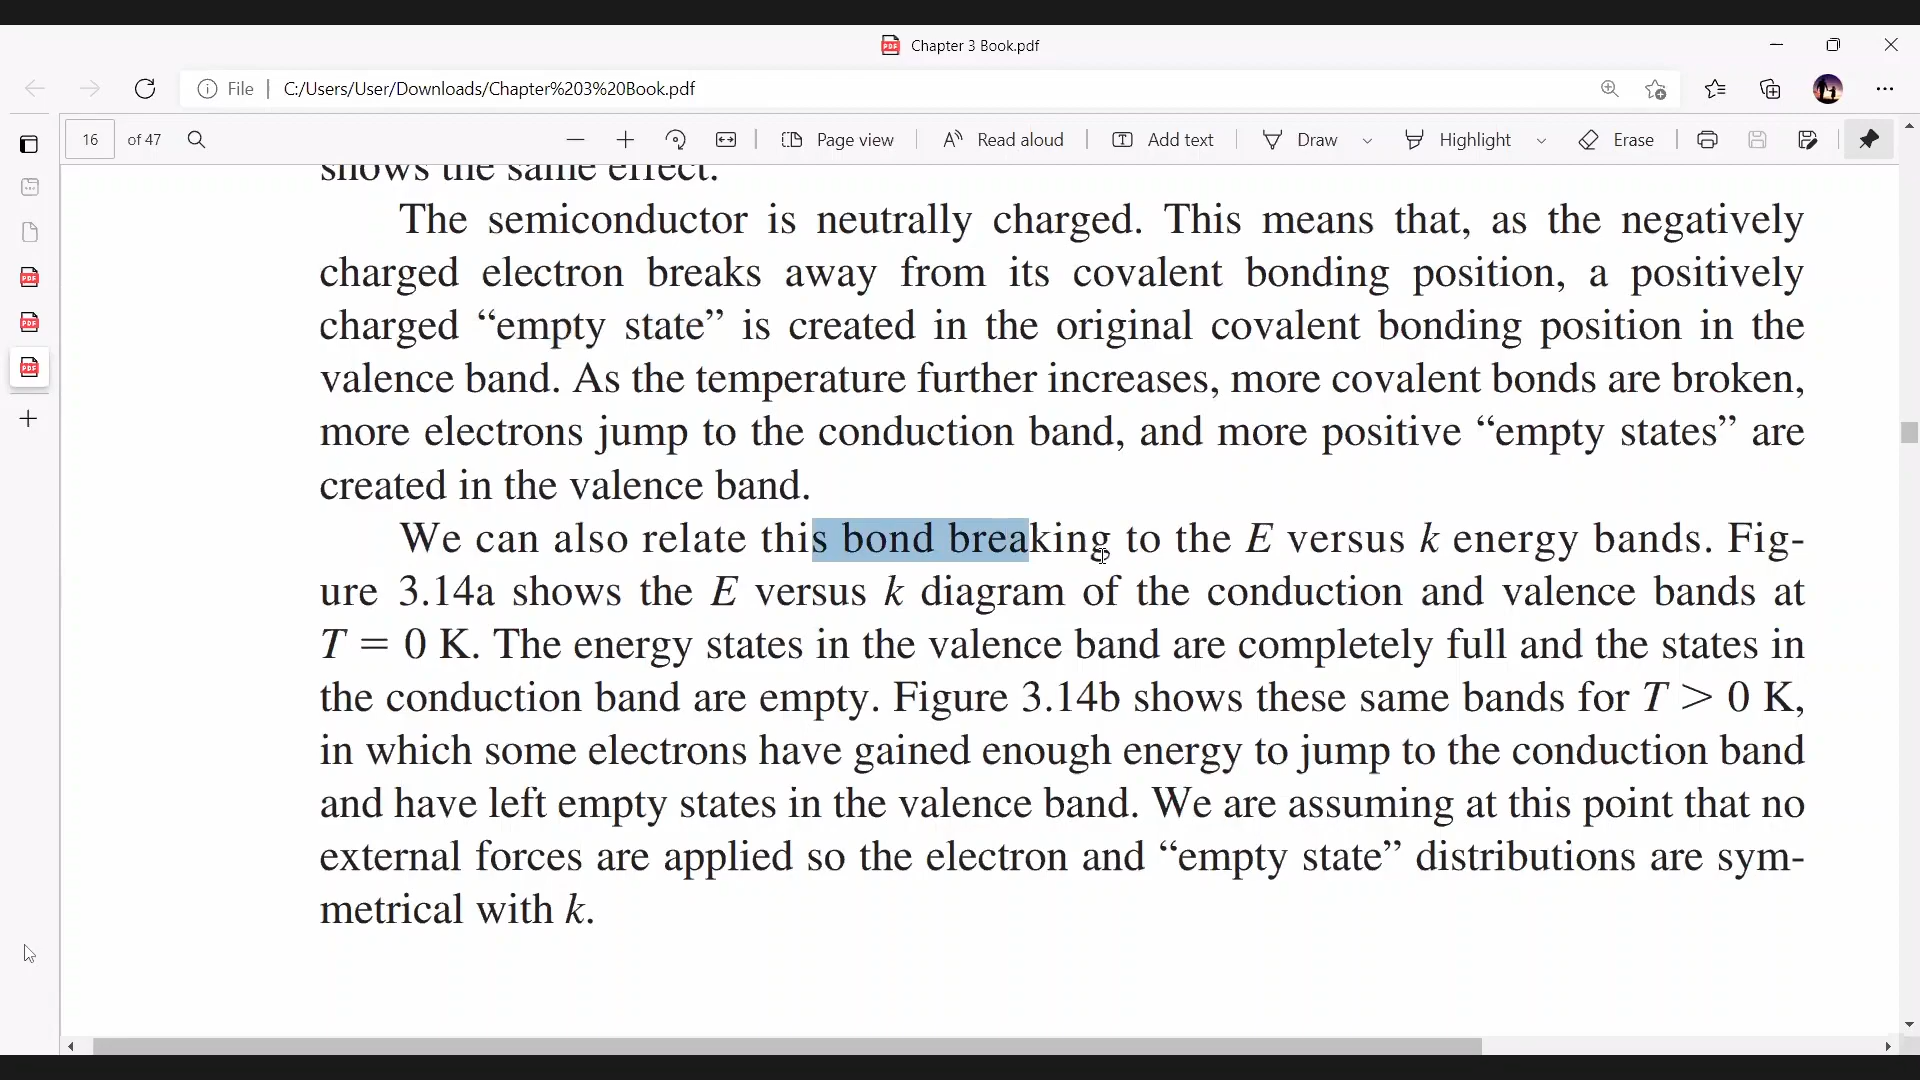 Chapter 3 Book.pdf
File | C:/Users/User/Downloads/Chapter%203%20Book.pdf
16 of 47 Page view Read aloud Add text Draw Highlight Erase
shows the same effect.
The semiconductor is neutrally charged. This means that, as the negatively
charged electron breaks away from its covalent bonding position, a positively
charged “empty state” is created in the original covalent bonding position in the
valence band. As the temperature further increases, more covalent bonds are broken,
more electrons jump to the conduction band, and more positive “empty states” are
created in the valence band.
We can also relate this bond breaking to the E versus k energy bands. Fig-
ure 3.14a shows the E versus k diagram of the conduction and valence bands at
T = 0 K. The energy states in the valence band are completely full and the states in
the conduction band are empty. Figure 3.14b shows these same bands for T > 0 K,
in which some electrons have gained enough energy to jump to the conduction band
and have left empty states in the valence band. We are assuming at this point that no
external forces are applied so the electron and “empty state” distributions are sym-
metrical with k.